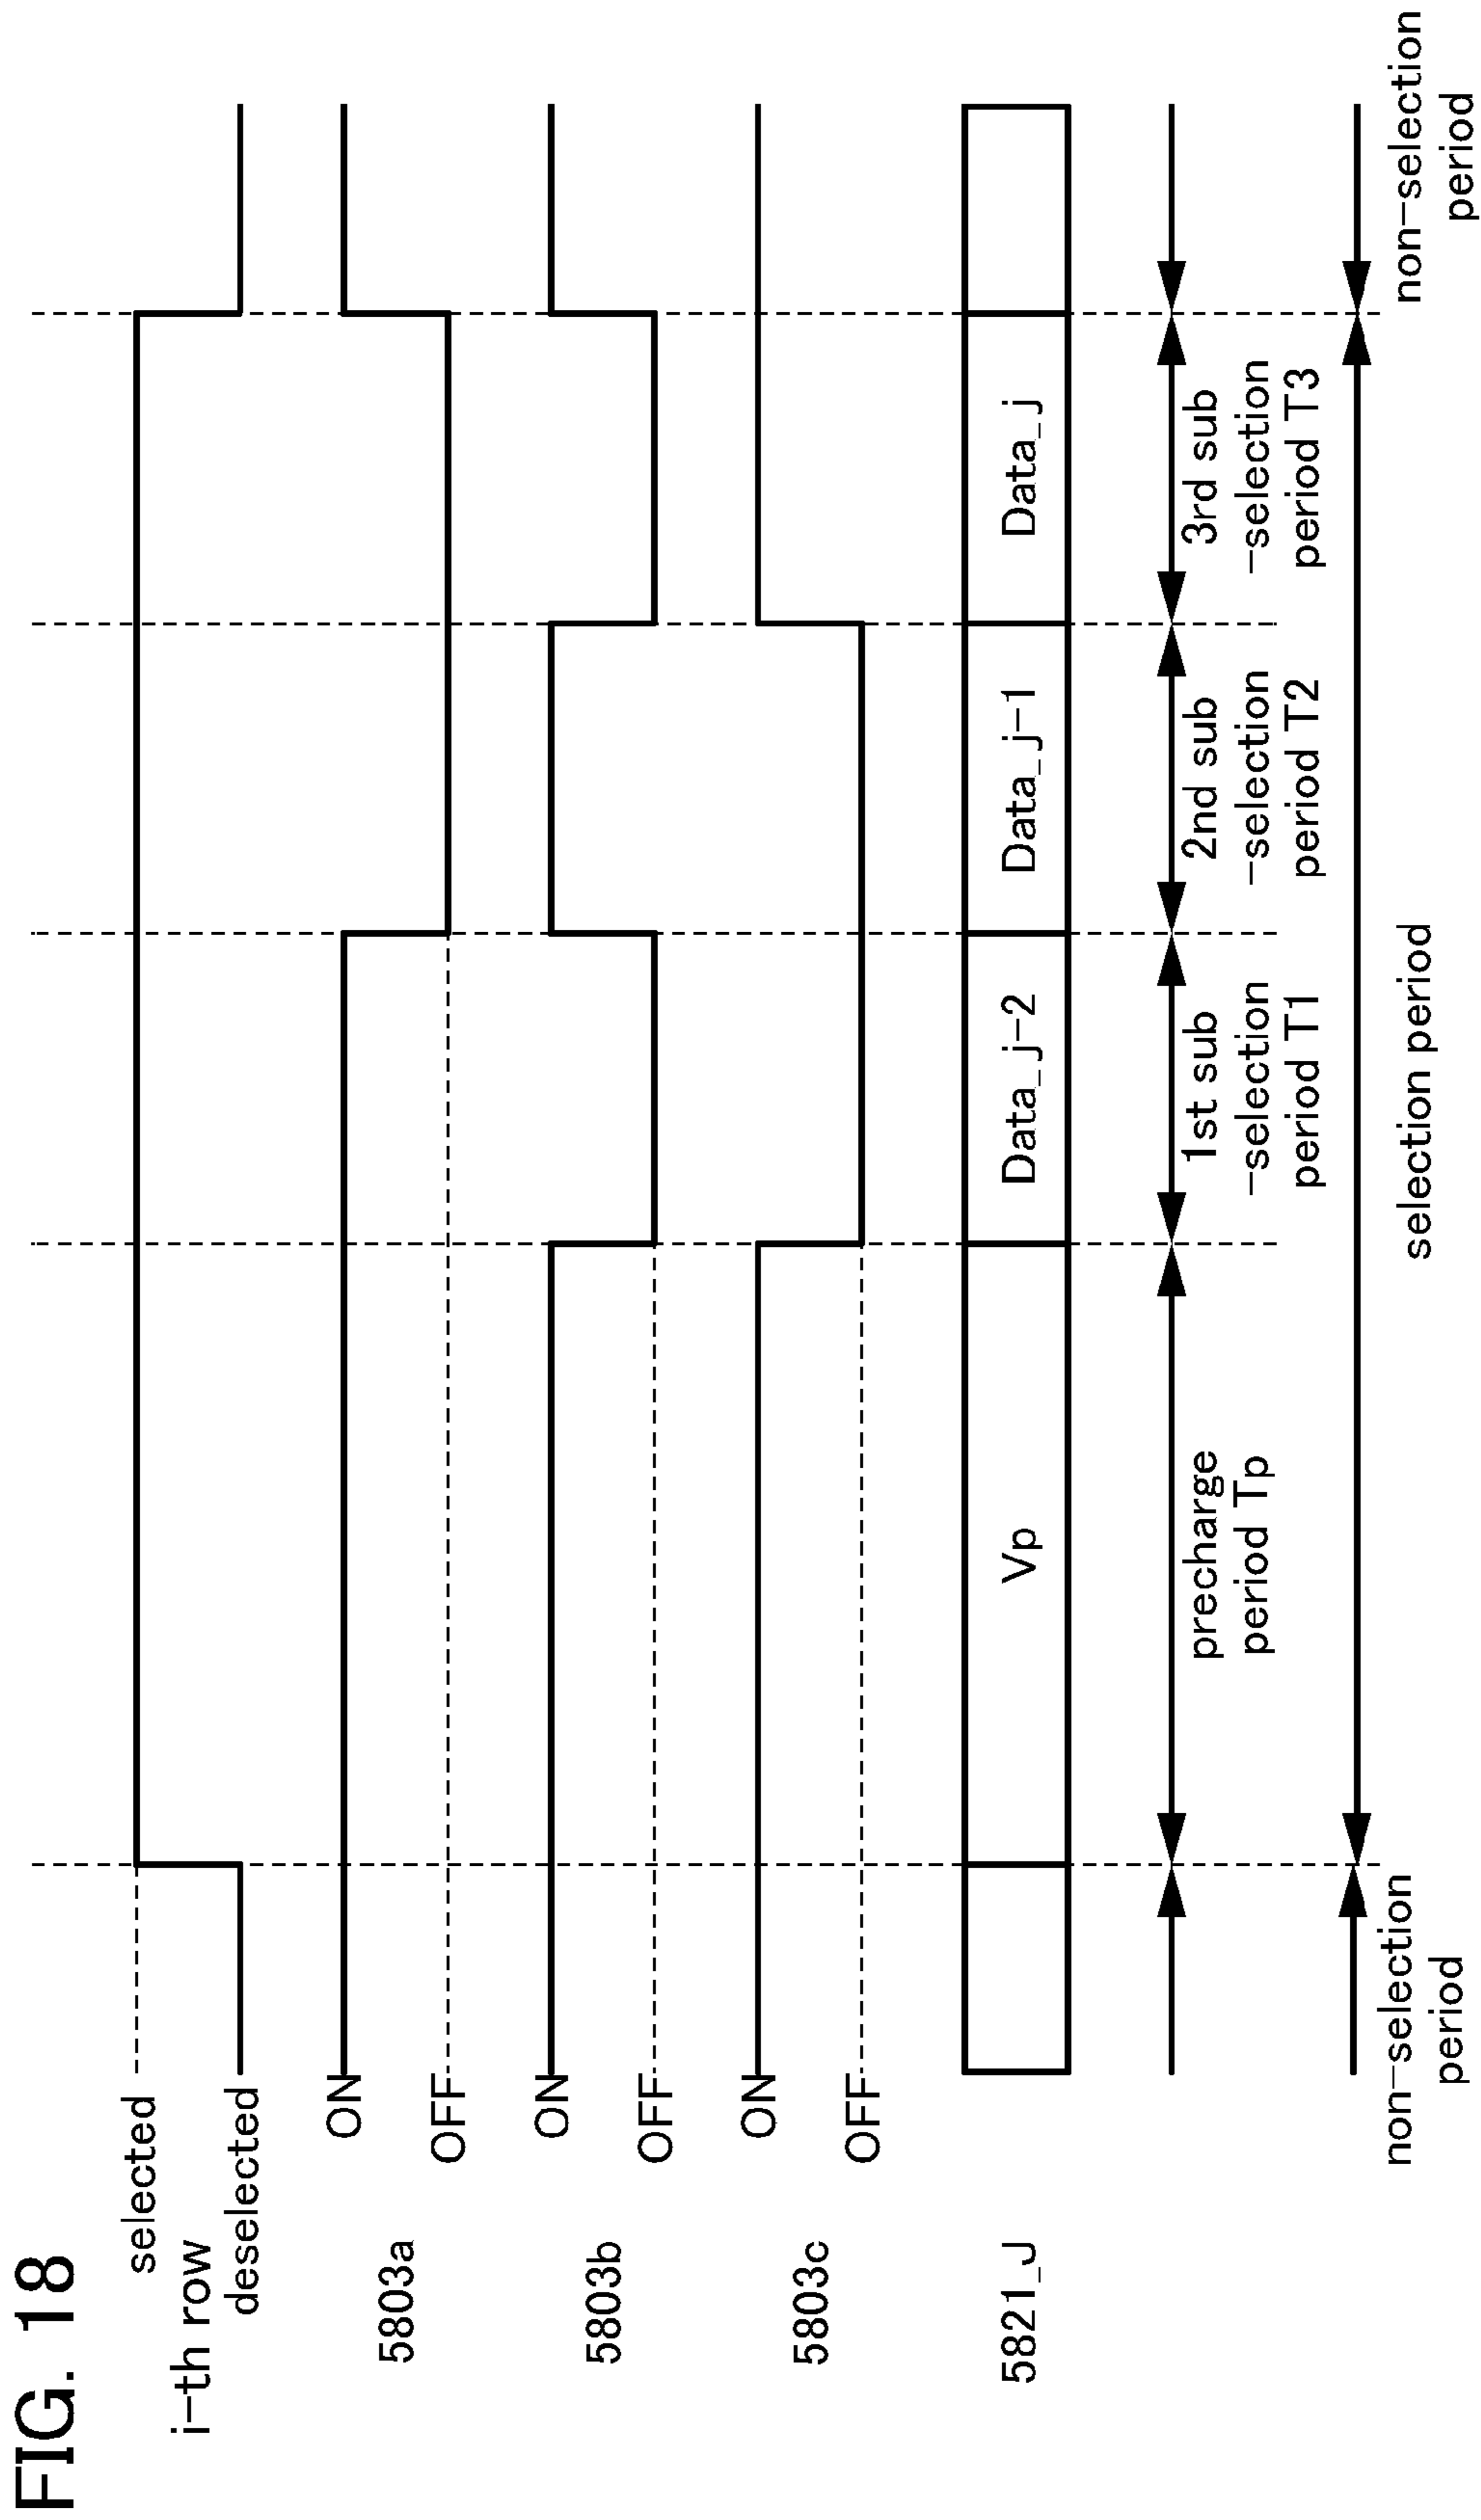 FIG. 18
selected
i-th row
deselected
ON
5803a
OFF
ON
5803b
OFF
ON
5803c
OFF
5821_J
Vp
Data_j-2
Data_j-1
Data_j
precharge
period Tp
1st sub
-selection
period T1
2nd sub
-selection
period T2
3rd sub
-selection
period T3
non-selection
period
selection period
non-selection
period